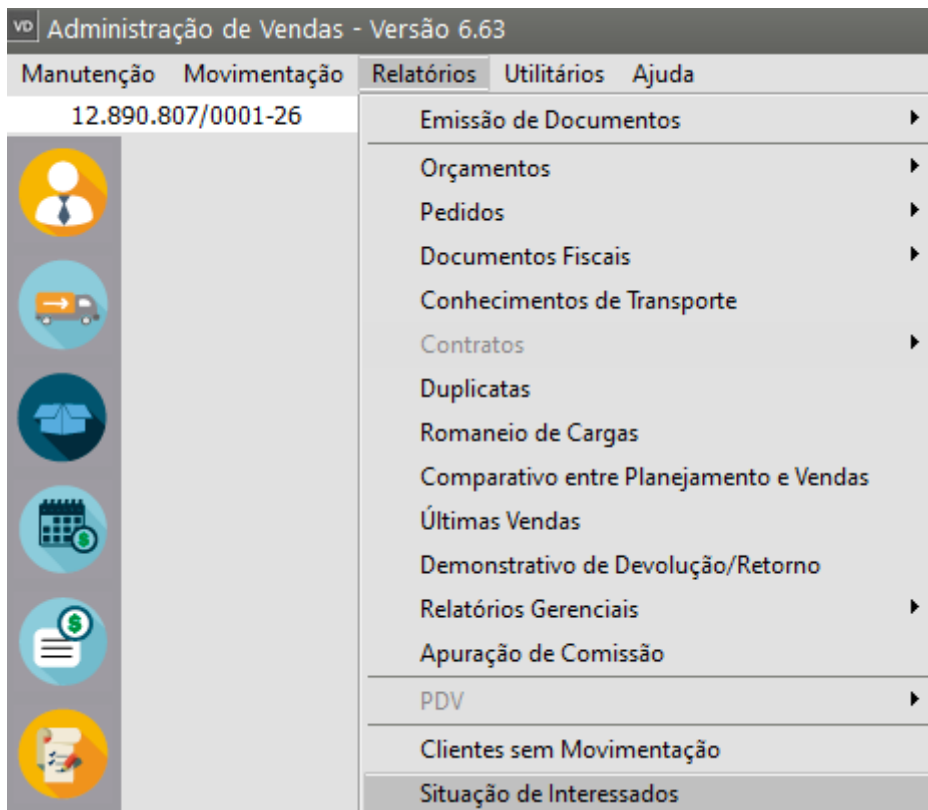 VD Administração de Vendas - Versão 6.63
Manutenção Movimentação Relatórios Utilitários Ajuda
12.890.807/0001-26
Emissão de Documentos
Orçamentos
Pedidos
Documentos Fiscais
Conhecimentos de Transporte
Contratos
Duplicatas
Romaneio de Cargas
Comparativo entre Planejamento e Vendas
Últimas Vendas
Demonstrativo de Devolução/Retorno
Relatórios Gerenciais
Apuração de Comissão
PDV
Clientes sem Movimentação
Situação de Interessados